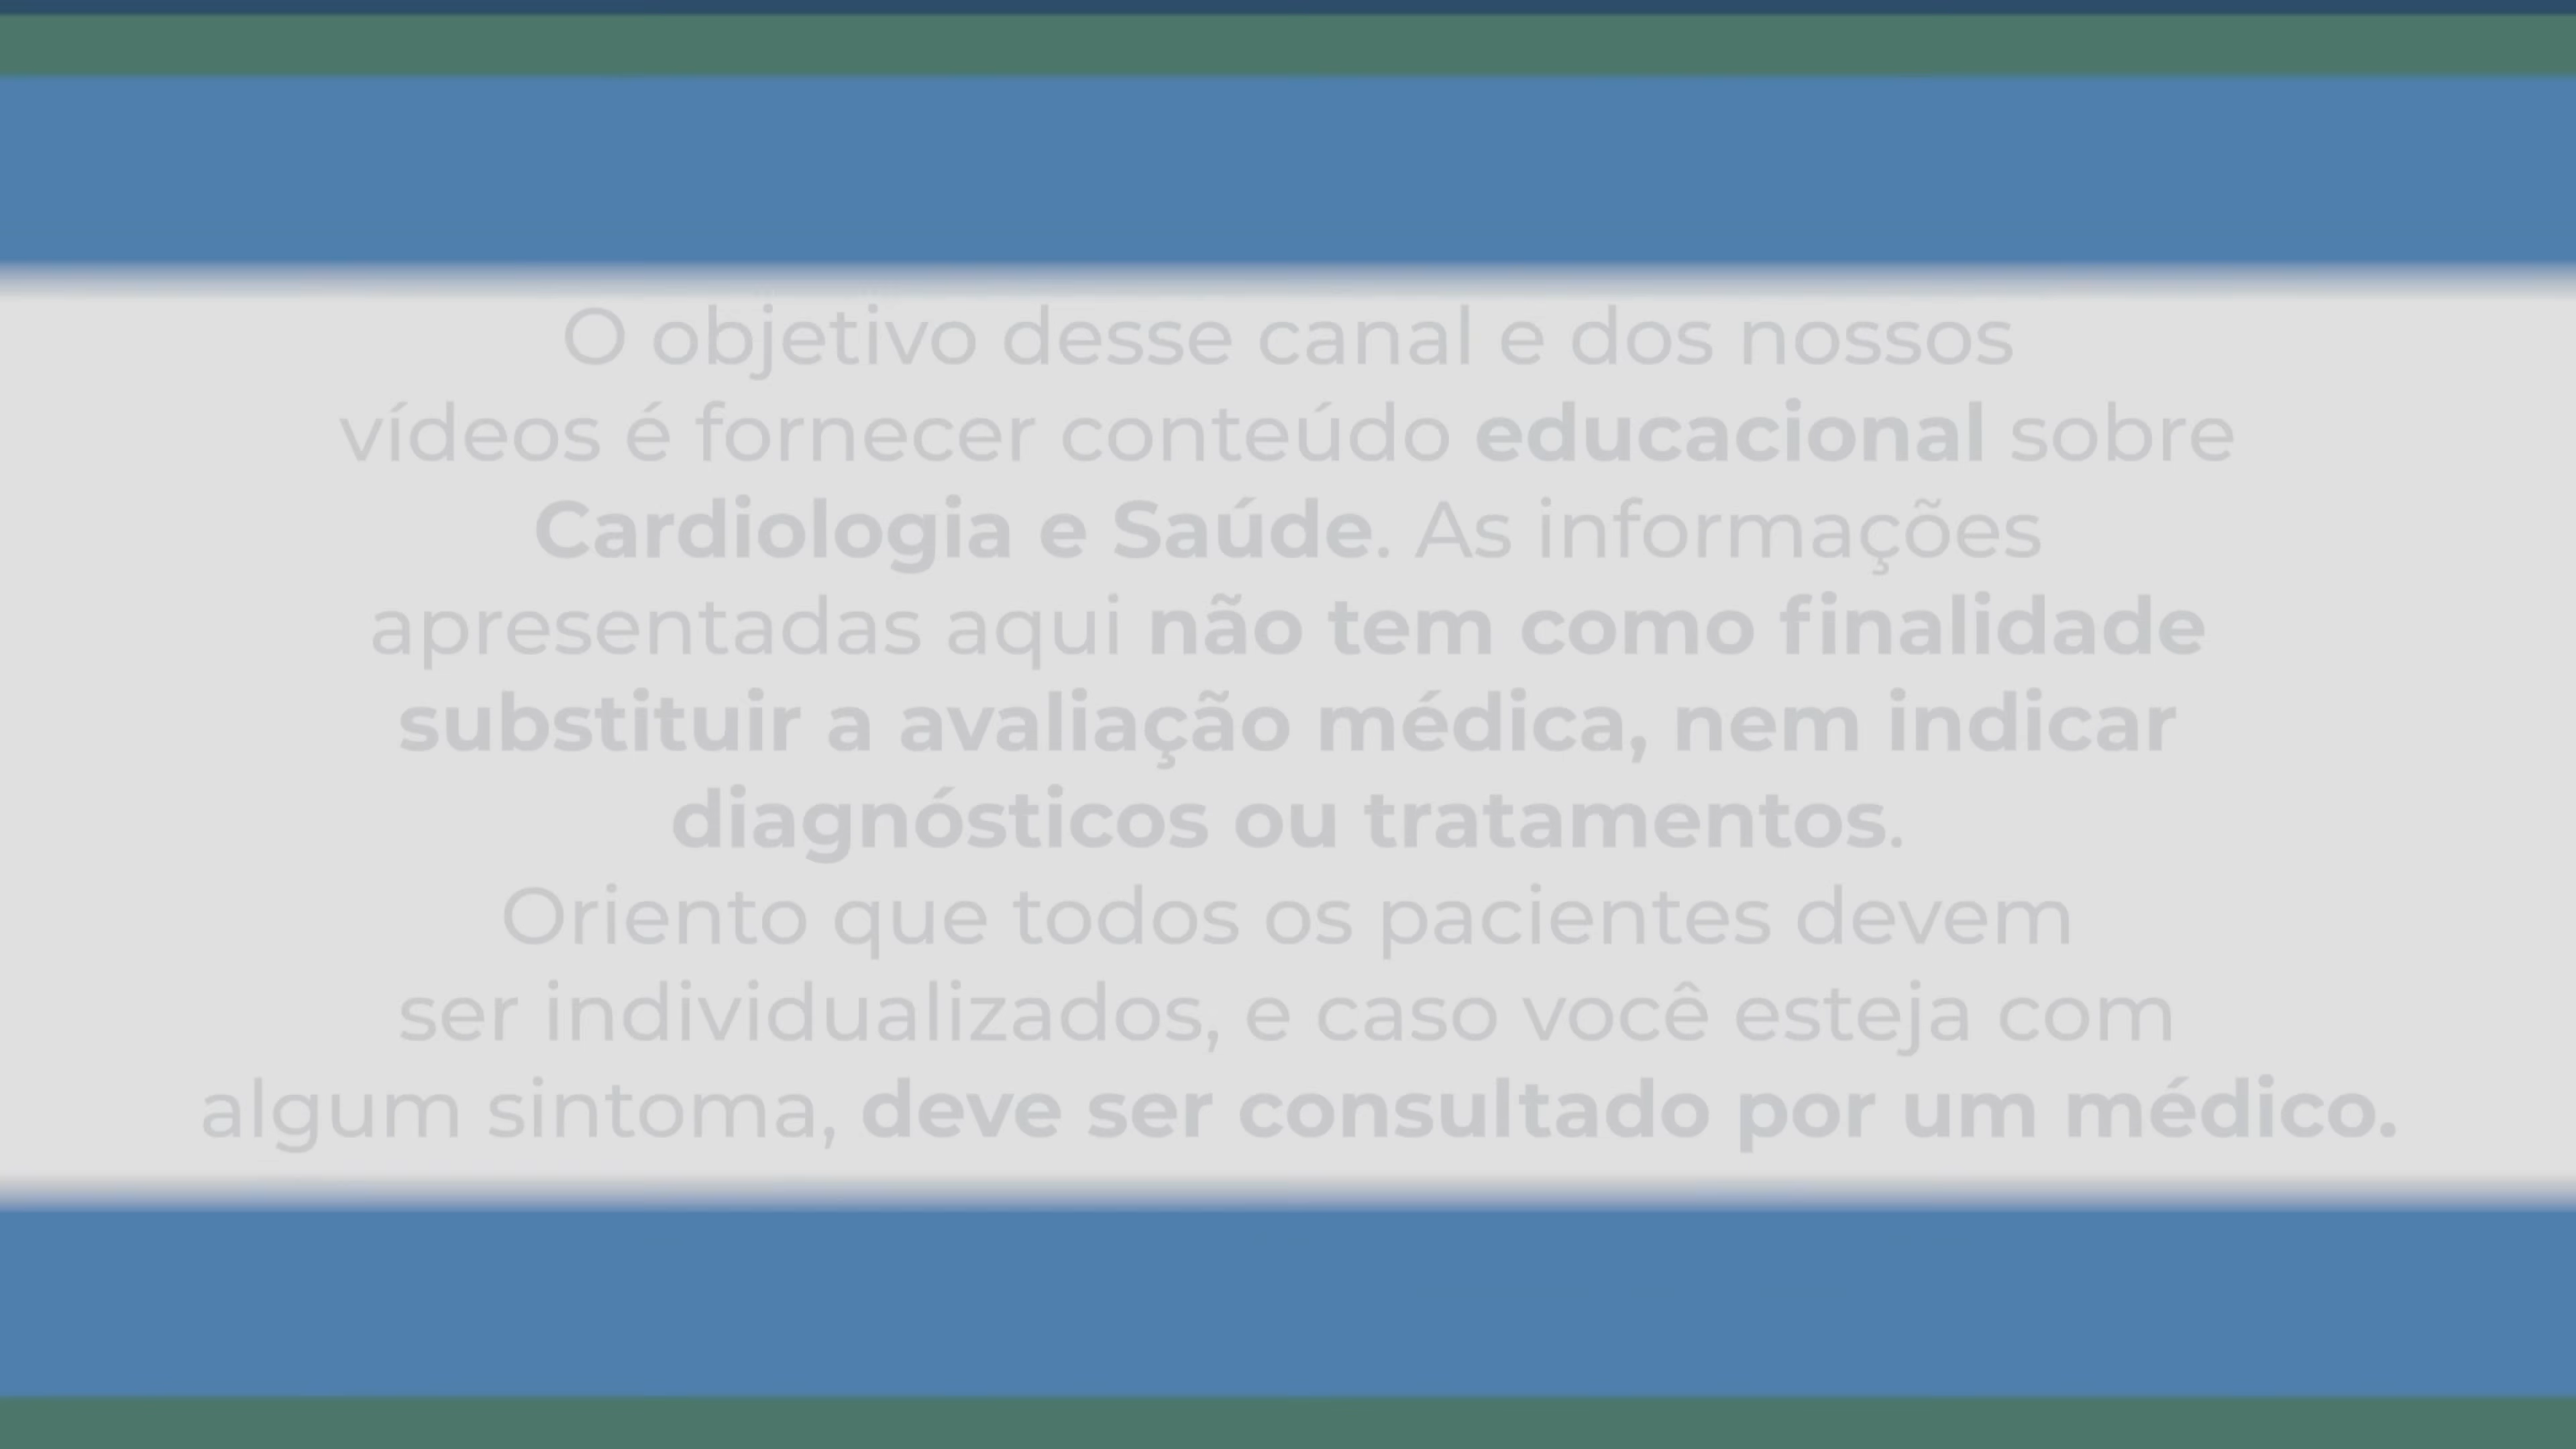 O objetivo desse canal e dos nossos
vídeos é fornecer conteúdo educacional sobre
Cardiologia e Saúde. As informações
apresentadas aqui não tem como finalidade
substituir a avaliação médica, nem indicar
diagnósticos ou tratamentos.
Oriento que todos os pacientes devem
ser individualizados, e caso você esteja com
algum sintoma, deve ser consultado por um médico.